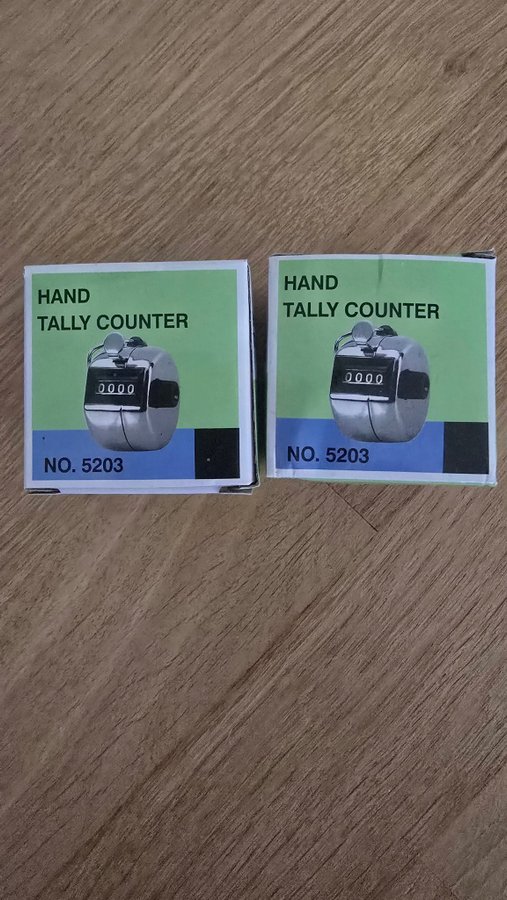 HAND
TALLY COUNTER
0000
NO. 5203
HAND
TALLY COUNTER
0000
NO. 5203